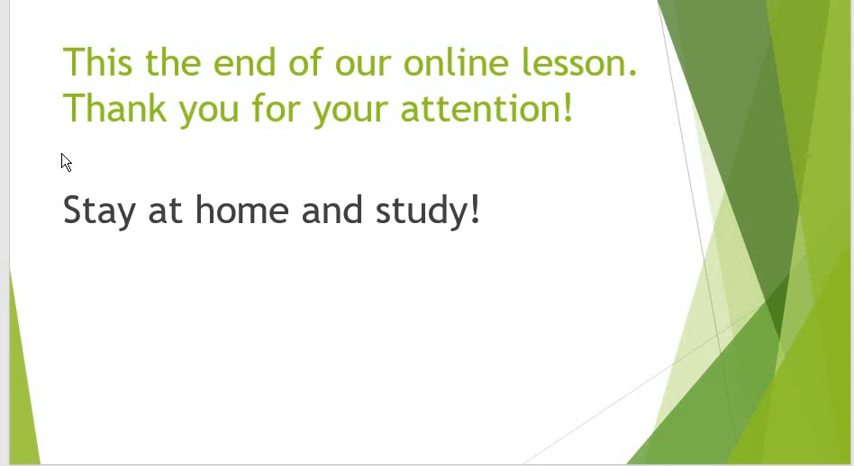 This the end of our online lesson.
Thank you for your attention!
Stay at home and study!